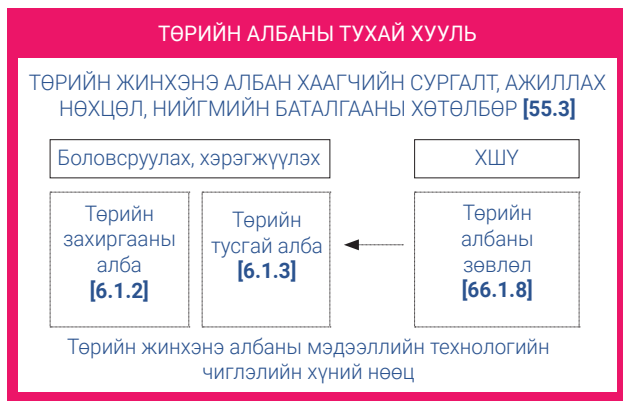 ТӨРИЙН АЛБАНЫ ТУХАЙ ХУУЛЬ
ТӨРИЙН ЖИНХЭНЭ АЛБАН ХААГЧИЙН СУРГАЛТ, АЖИЛЛАХ
НӨХЦӨЛ, НИЙГМИЙН БАТАЛГААНЫ ХӨТӨЛБӨР [55.3]
Боловсруулах, хэрэгжүүлэх
ХШҮ
Төрийн
захиргааны
алба
[6.1.2]
Төрийн
тусгай алба
[6.1.3]
Төрийн
албаны
зөвлөл
[66.1.8]
Төрийн жинхэнэ албаны мэдээллийн технологийн
чиглэлийн хүний нөөц